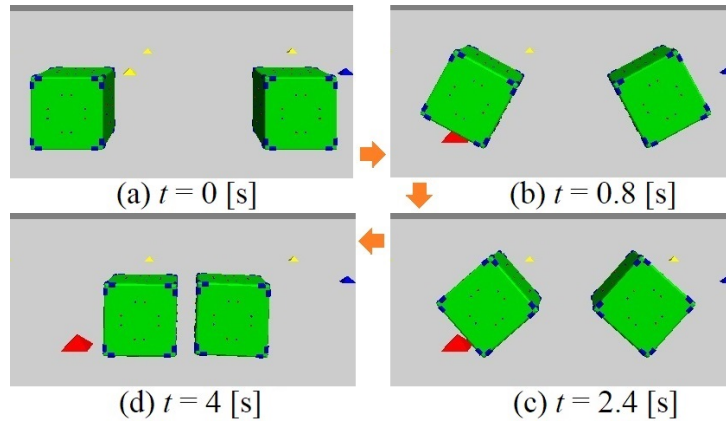 (a) t = 0 [s]
(b) t = 0.8 [s]
(d) t = 4 [s]
(c) t = 2.4 [s]